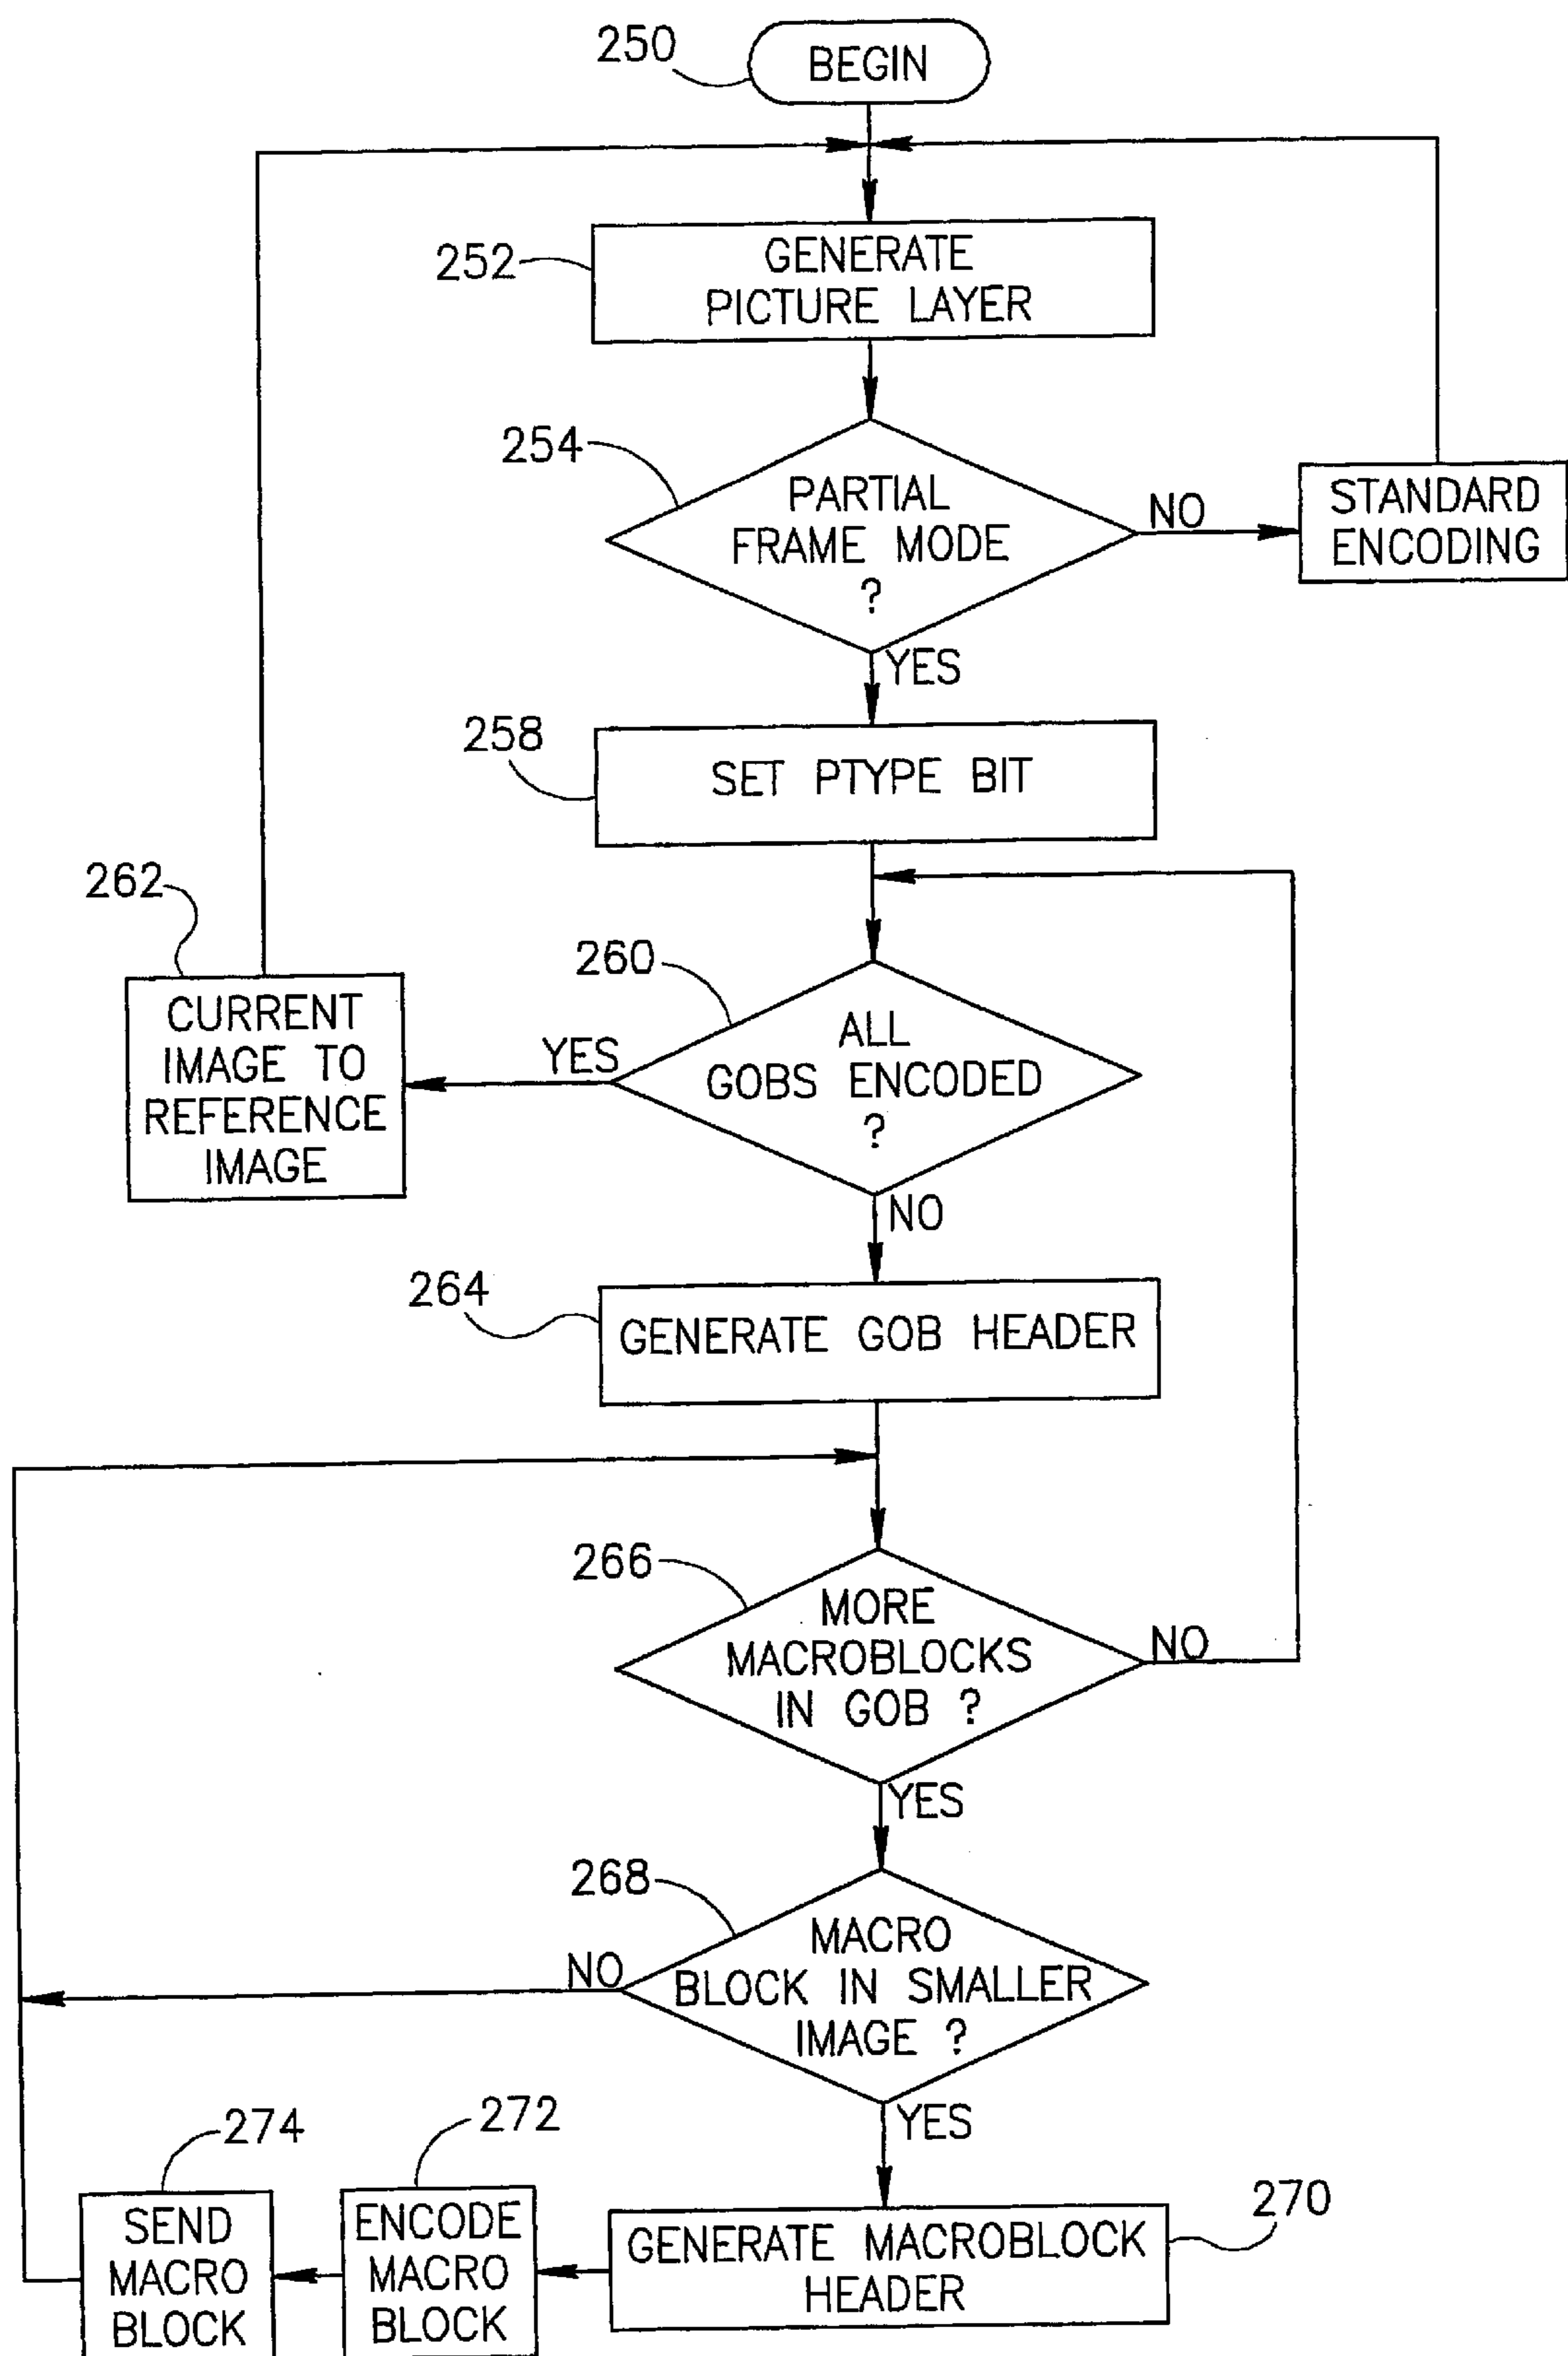 250
BEGIN
252
GENERATE
PICTURE LAYER
254
PARTIAL
FRAME MODE
?
NO
STANDARD
ENCODING
YES
258
SET PTYPE BIT
262
CURRENT
IMAGE TO
REFERENCE
IMAGE
260
ALL
GOBS ENCODED
?
YES
NO
264
GENERATE GOB HEADER
266
MORE
MACROBLOCKS
IN GOB ?
NO
YES
268
MACRO
BLOCK IN SMALLER
IMAGE ?
NO
YES
274
SEND
MACRO
BLOCK
272
ENCODE
MACRO
BLOCK
270
GENERATE MACROBLOCK
HEADER